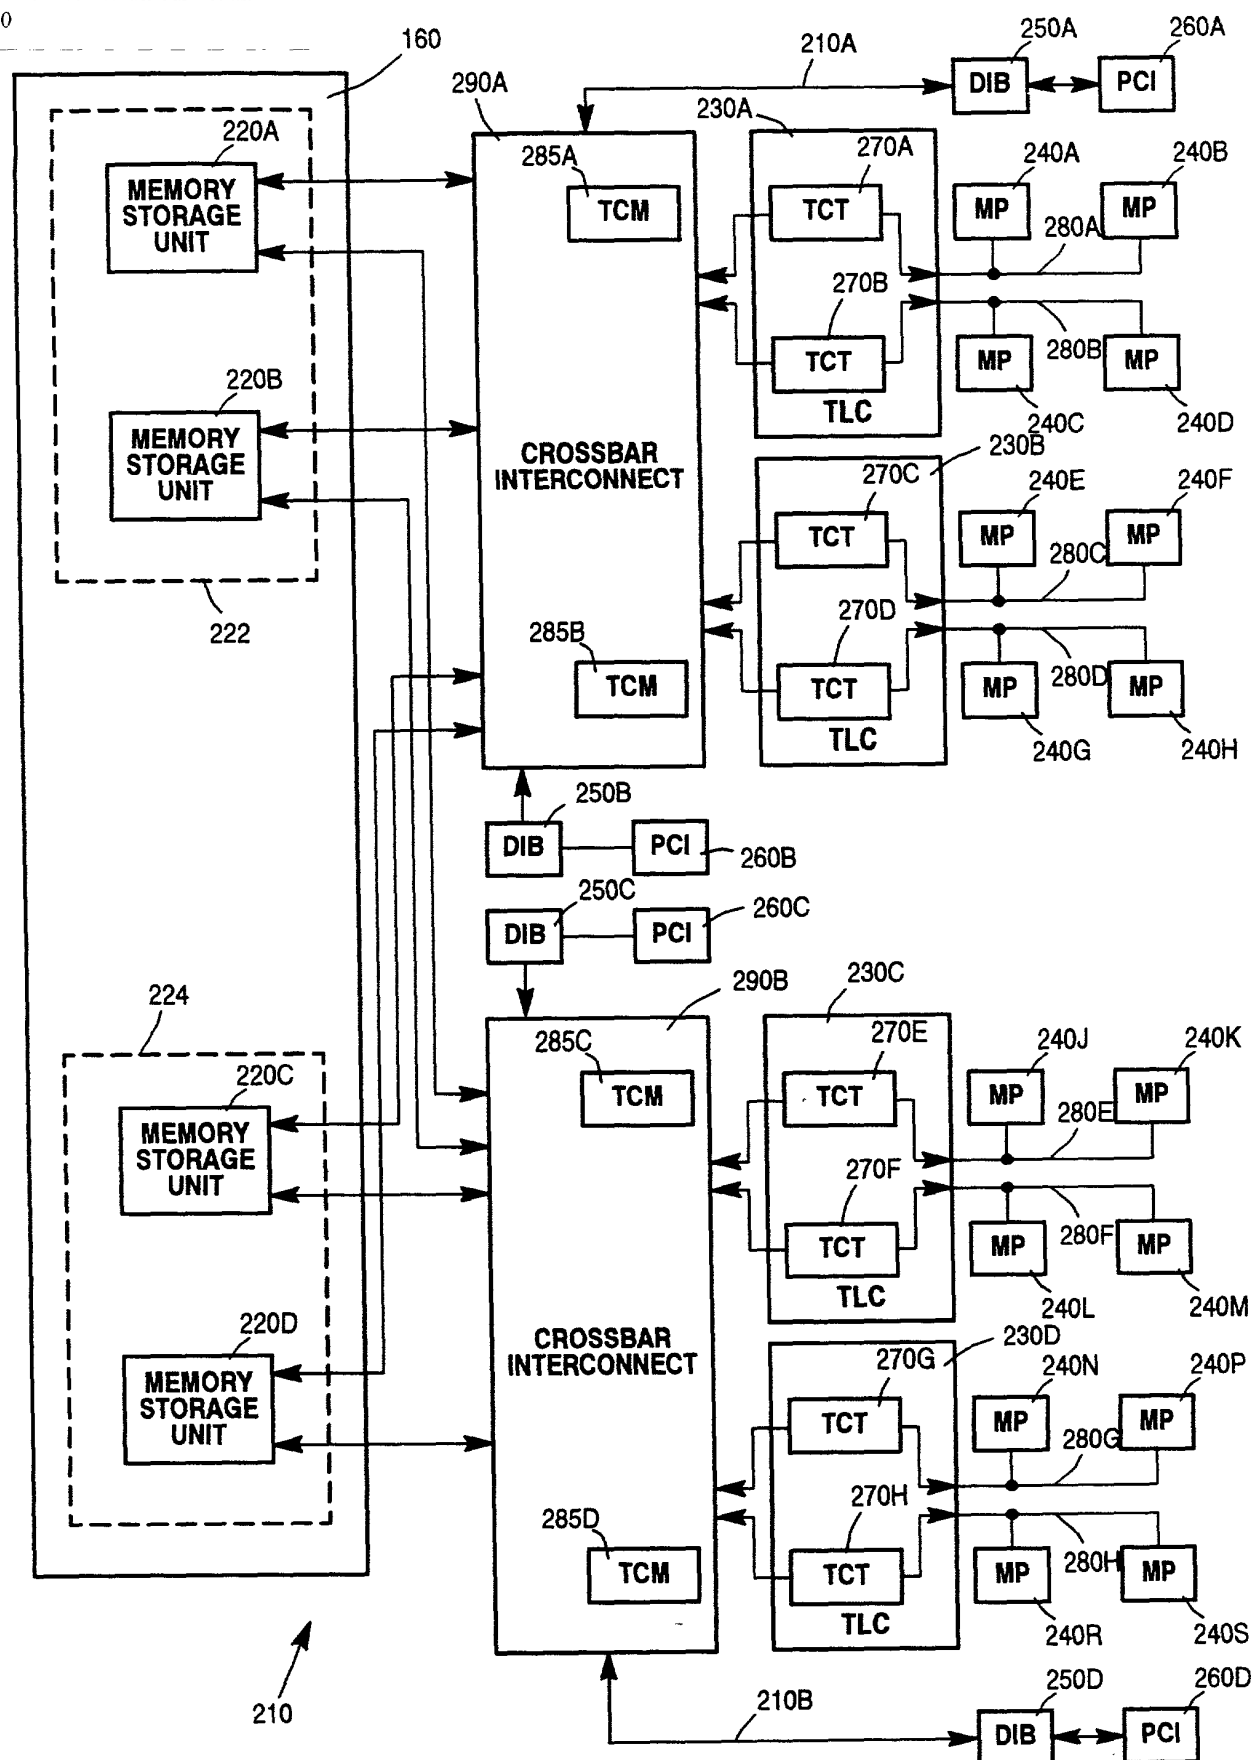 0
160
290A
210A
250A
260A
DIB
PCI
220A
MEMORY
STORAGE
UNIT
285A
TCM
230A
270A
TCT
240A
MP
240B
MP
280A
270B
TCT
TLC
280B
MP
MP
240C
240D
220B
MEMORY
STORAGE
UNIT
222
CROSSBAR
INTERCONNECT
230B
270C
TCT
240E
MP
240F
MP
280C
285B
TCM
270D
TCT
TLC
280D
MP
MP
240G
240H
250B
DIB
PCI
260B
250C
DIB
PCI
260C
290B
224
220C
MEMORY
STORAGE
UNIT
285C
TCM
230C
270E
TCT
240J
MP
240K
MP
280E
270F
TCT
TLC
280F
MP
MP
240L
240M
220D
MEMORY
STORAGE
UNIT
CROSSBAR
INTERCONNECT
230D
270G
TCT
240N
MP
240P
MP
280G
285D
TCM
270H
TCT
TLC
280H
MP
MP
240R
240S
210
210B
250D
DIB
260D
PCI